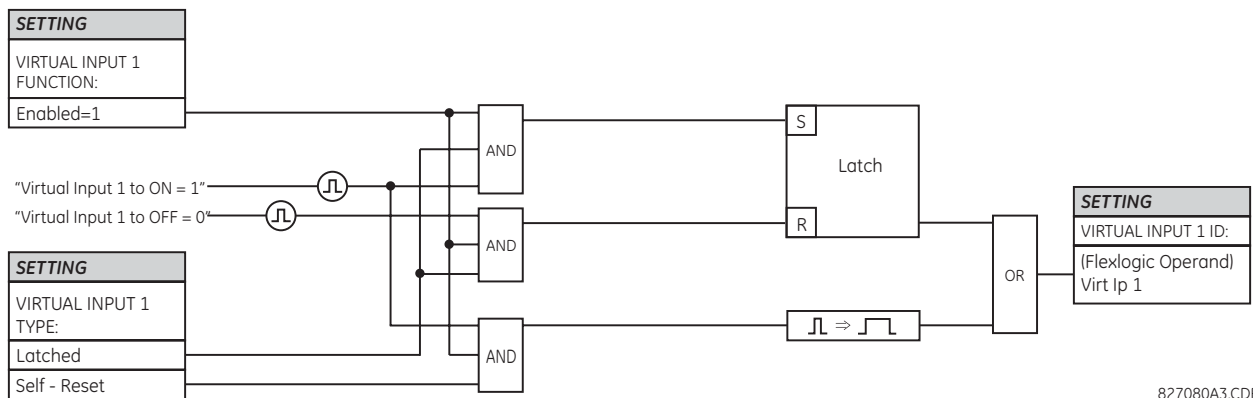 SETTING
VIRTUAL INPUT 1
FUNCTION:
Enabled=1
"Virtual Input 1 to ON = 1"
"Virtual Input 1 to OFF = 0"
SETTING
VIRTUAL INPUT 1
TYPE:
Latched
Self - Reset
AND
AND
AND
S
Latch
R
OR
SETTING
VIRTUAL INPUT 1 ID:
(Flexlogic Operand)
Virt Ip 1